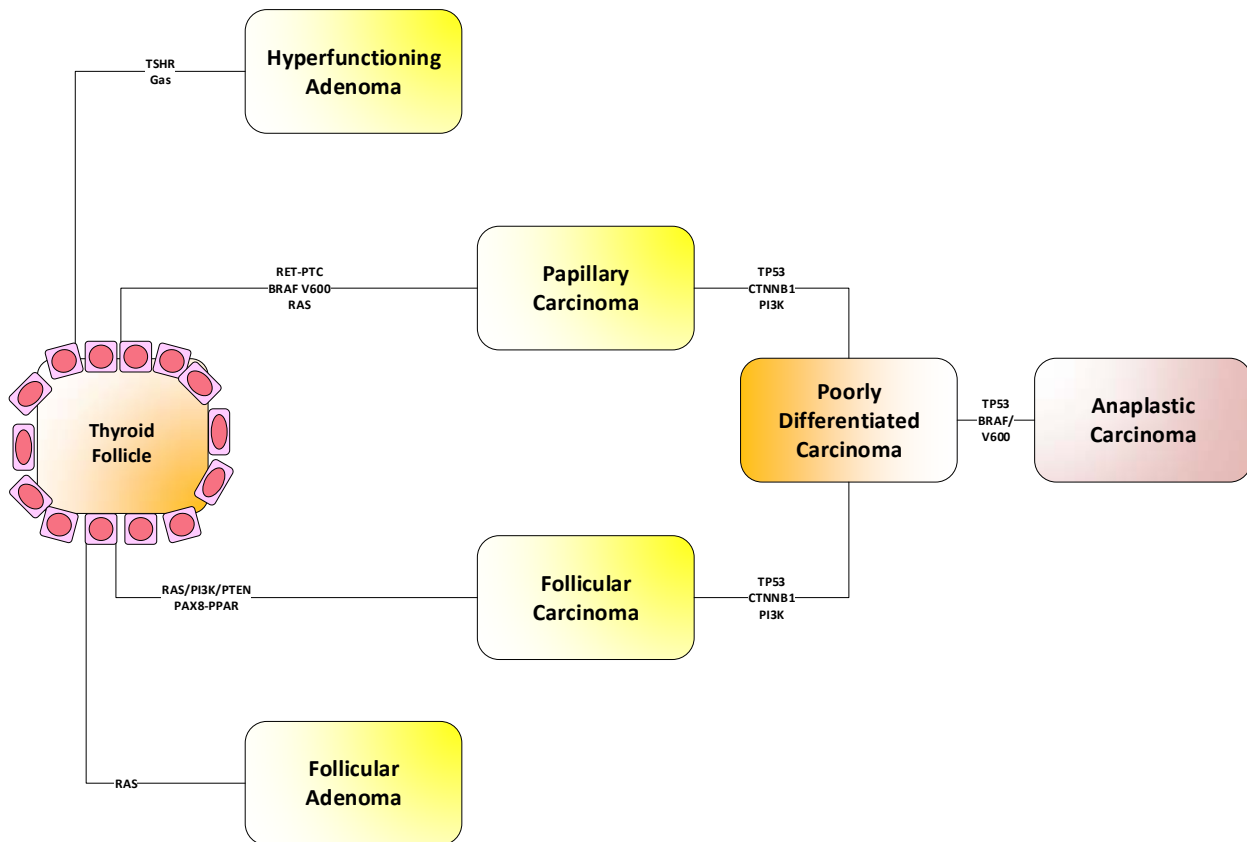 TSHR
Gas
Hyperfunctioning
Adenoma
RET-PTC
BRAF V600
RAS
Papillary
Carcinoma
TP53
CTNNB1
PI3K
Thyroid
Follicle
Poorly
Differentiated
Carcinoma
TP53
BRAF/
V600
Anaplastic
Carcinoma
RAS/PI3K/PTEN
PAX8-PPAR
Follicular
Carcinoma
TP53
CTNNB1
PI3K
RAS
Follicular
Adenoma